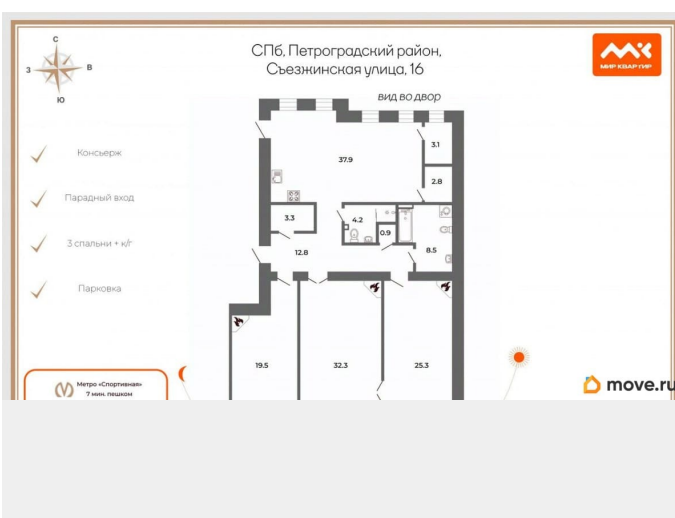 С
З
В
Ю
СПб, Петроградский район,
Съезжинская улица, 16
МИР КВАРТИР
вид во двор
Консьерж
Парадный вход
3 спальни + к/г
Парковка
37.9
3.1
2.8
3.3
4.2
0.9
12.8
8.5
19.5
32.3
25.3
М
Метро «Спортивная»
7 мин. пешком
move.ru